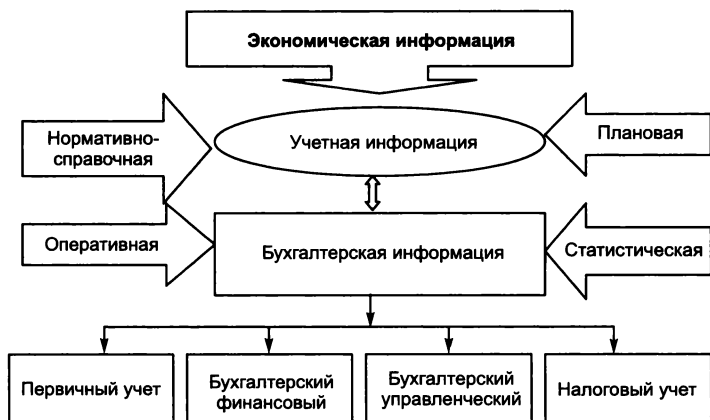 Экономическая информация
Нормативно-
справочная
Учетная информация
Плановая
Оперативная
Бухгалтерская информация
Статистическая
Первичный учет
Бухгалтерский
финансовый
Бухгалтерский
управленческий
Налоговый учет